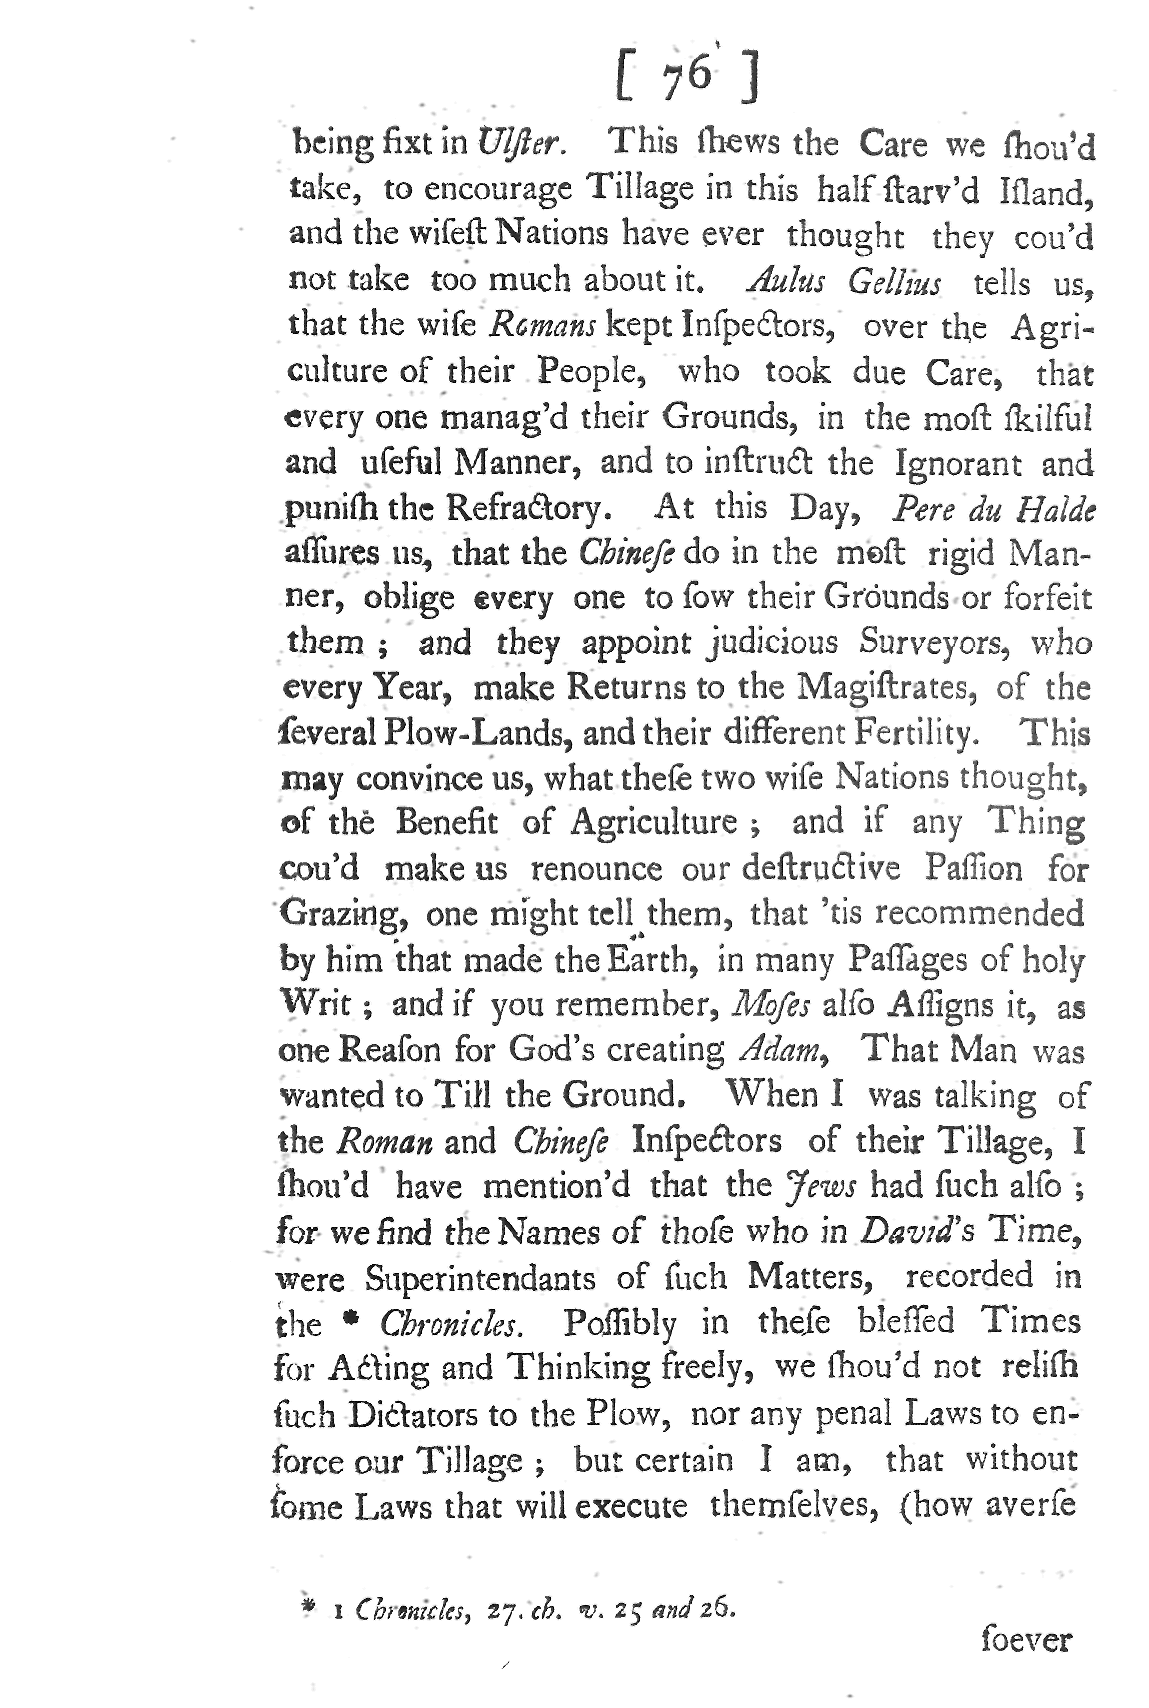 [ 76 ]
being fixt in Ulſter. This ſhews the Care we ſhou'd
take, to encourage Tillage in this half ſtarv'd Iſland,
and the wiſeſt Nations have ever thought they cou'd
not take too much about it. Aulus Gellius tells us,
that the wiſe Romans kept Inſpectors, over the Agri-
culture of their People, who took due Care, that
every one manag'd their Grounds, in the moſt ſkilful
and uſeful Manner, and to inſtruct the Ignorant and
puniſh the Refractory. At this Day, Pere du Halde
aſſures us, that the Chineſe do in the moſt rigid Man-
ner, oblige every one to ſow their Grounds or forfeit
them ; and they appoint judicious Surveyors, who
every Year, make Returns to the Magiſtrates, of the
ſeveral Plow-Lands, and their different Fertility. This
may convince us, what theſe two wiſe Nations thought,
of the Benefit of Agriculture ; and if any Thing
cou'd make us renounce our deſtructive Paſſion for
Grazing, one might tell them, that 'tis recommended
by him that made the Earth, in many Paſſages of holy
Writ ; and if you remember, Moſes alſo Aſſigns it, as
one Reaſon for God's creating Adam, That Man was
wanted to Till the Ground. When I was talking of
the Roman and Chineſe Inſpectors of their Tillage, I
ſhou'd have mention'd that the Jews had ſuch alſo ;
for we find the Names of thoſe who in David's Time,
were Superintendants of ſuch Matters, recorded in
the * Chronicles. Poſſibly in theſe bleſſed Times
for Acting and Thinking freely, we ſhou'd not reliſh
ſuch Dictators to the Plow, nor any penal Laws to en-
force our Tillage ; but certain I am, that without
ſome Laws that will execute themſelves, (how averſe
* 1 Chronicles, 27. ch. v. 25 and 26.
ſoever